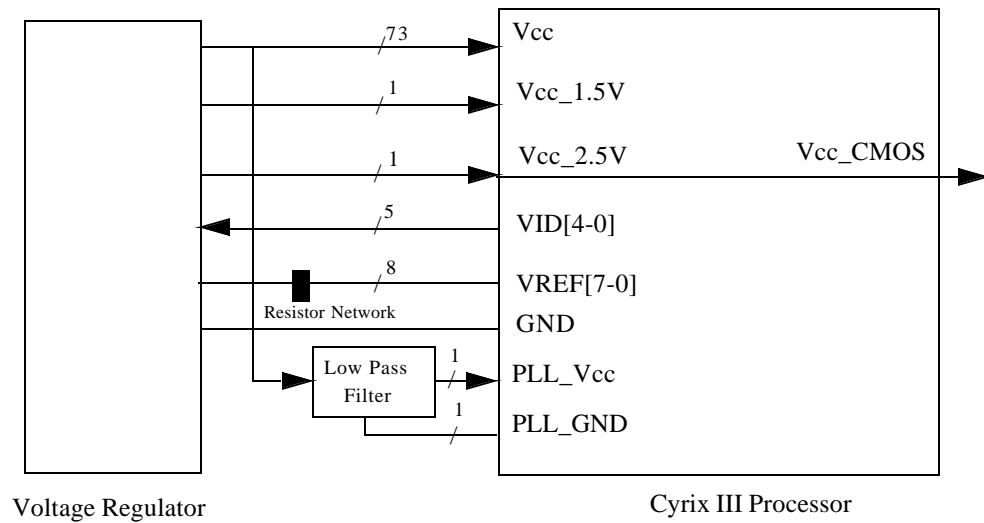 73
Vcc
1
Vcc_1.5V
1
Vcc_2.5V
Vcc_CMOS
5
VID[4-0]
8
VREF[7-0]
Resistor Network
GND
Low Pass
Filter
1
PLL_Vcc
1
PLL_GND
Voltage Regulator
Cyrix III Processor